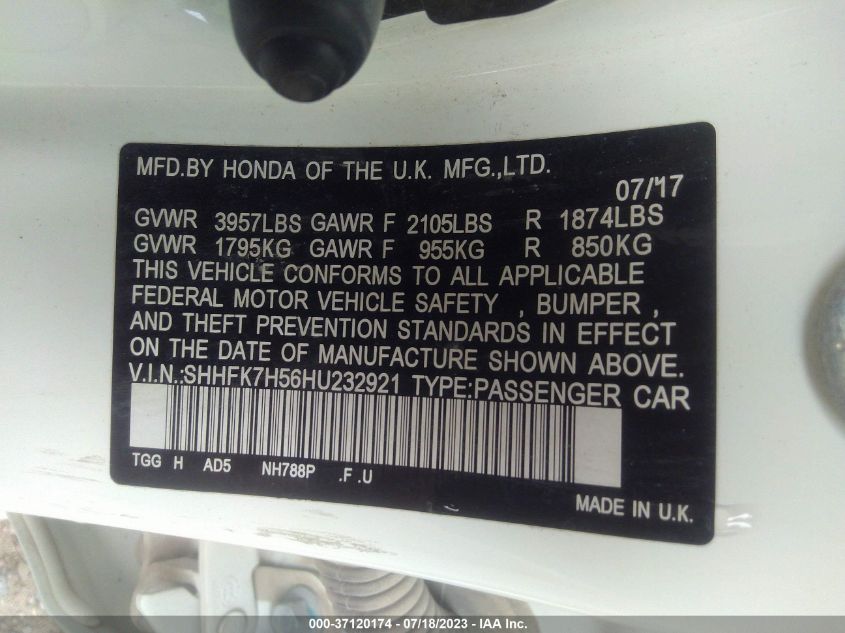 MFD.BY HONDA OF THE U.K. MFG.,LTD.
07/17
GVWR 3957LBS GAWR F 2105LBS R 1874LBS
GVWR 1795KG GAWR F 955KG R 850KG
THIS VEHICLE CONFORMS TO ALL APPLICABLE
FEDERAL MOTOR VEHICLE SAFETY , BUMPER ,
AND THEFT PREVENTION STANDARDS IN EFFECT
ON THE DATE OF MANUFACTURE SHOWN ABOVE.
V.I.N.:SHHFK7H56HU232921 TYPE:PASSENGER CAR
TGG H AD5 NH788P .F .U
MADE IN U.K.
000-37120174 - 07/18/2023 - IAA Inc.